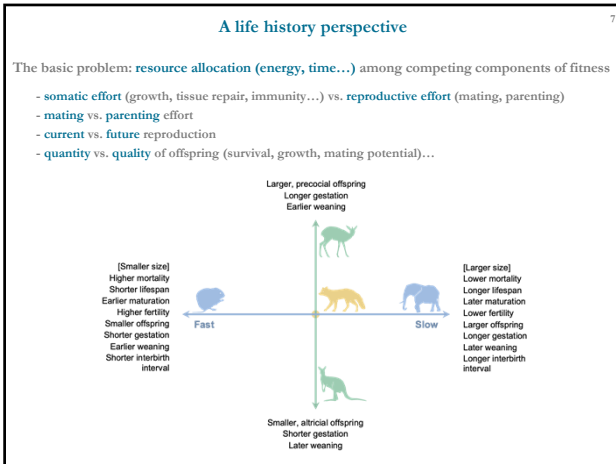 7
A life history perspective
The basic problem: resource allocation (energy, time…) among competing components of fitness
- somatic effort (growth, tissue repair, immunity…) vs. reproductive effort (mating, parenting)
- mating vs. parenting effort
- current vs. future reproduction
- quantity vs. quality of offspring (survival, growth, mating potential)…
Larger, precocial offspring
Longer gestation
Earlier weaning
[Smaller size]
Higher mortality
Shorter lifespan
Earlier maturation
Higher fertility
Smaller offspring
Shorter gestation
Earlier weaning
Shorter interbirth
interval
Fast
Slow
[Larger size]
Lower mortality
Longer lifespan
Later maturation
Lower fertility
Larger offspring
Longer gestation
Later weaning
Longer interbirth
interval
Smaller, altricial offspring
Shorter gestation
Later weaning